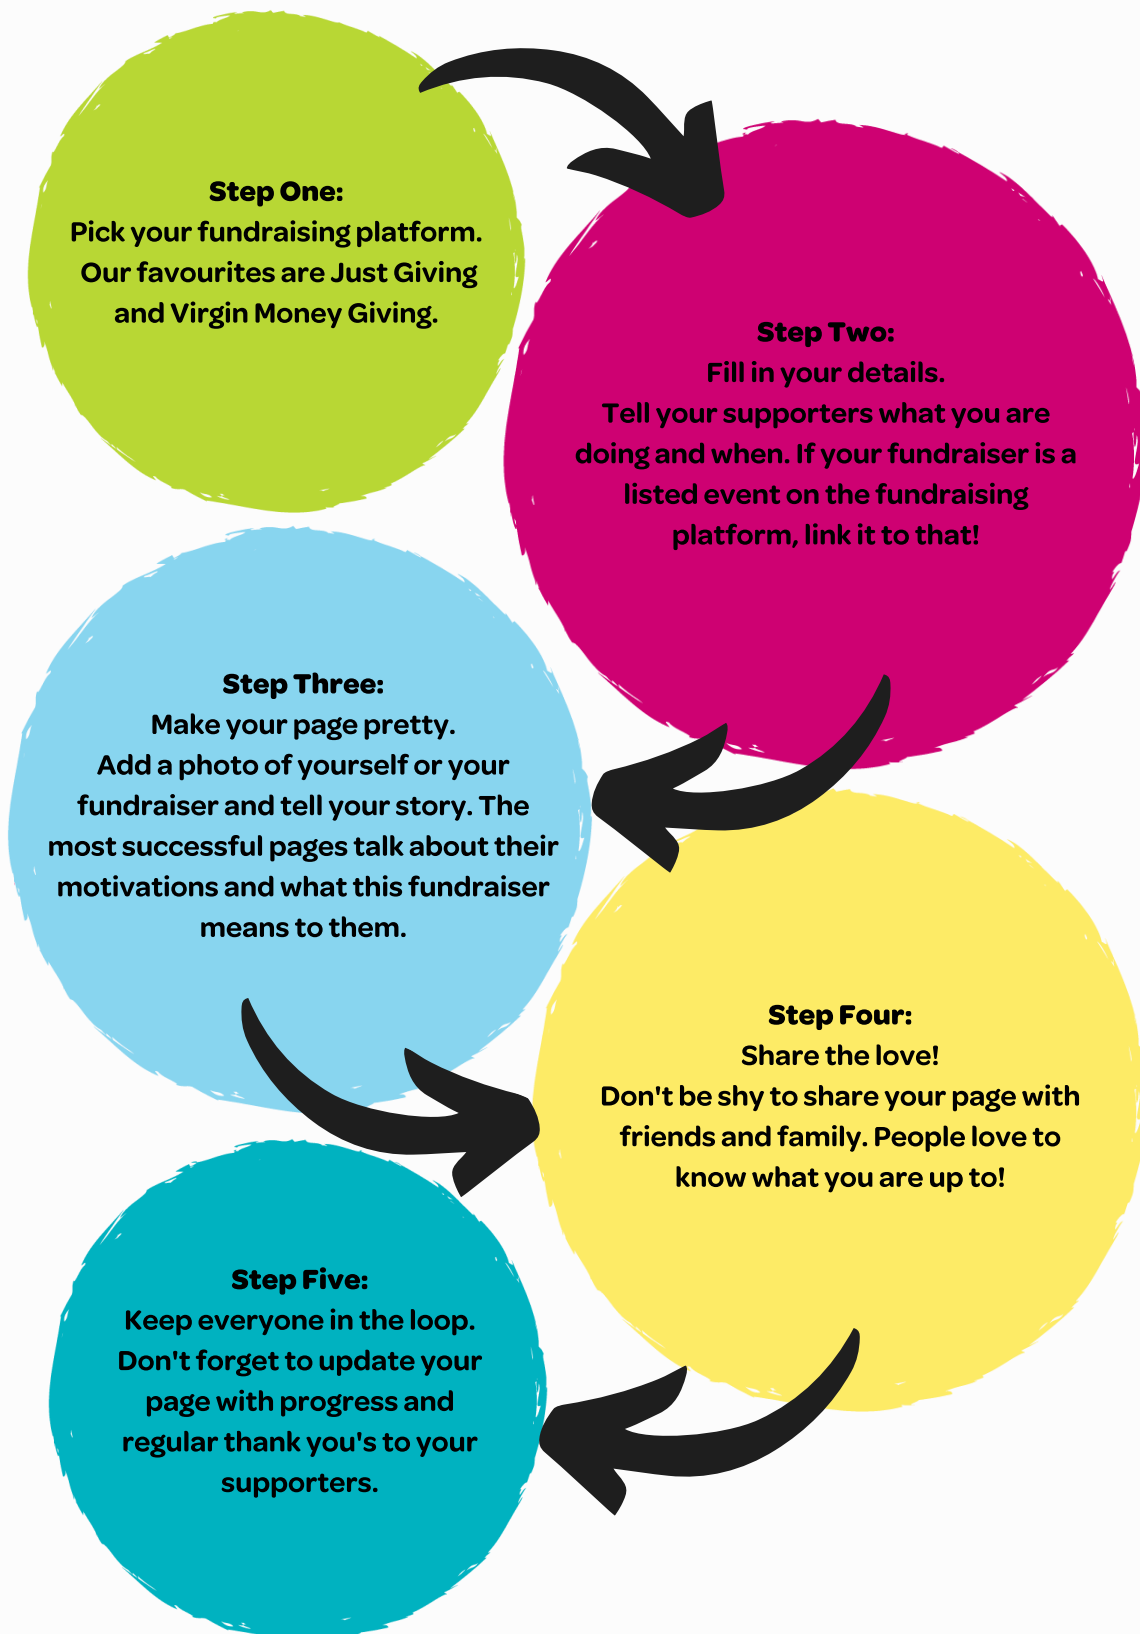 Step One:
Pick your fundraising platform.
Our favourites are Just Giving
and Virgin Money Giving.
Step Two:
Fill in your details.
Tell your supporters what you are
doing and when. If your fundraiser is a
listed event on the fundraising
platform, link it to that!
Step Three:
Make your page pretty.
Add a photo of yourself or your
fundraiser and tell your story. The
most successful pages talk about their
motivations and what this fundraiser
means to them.
Step Four:
Share the love!
Don't be shy to share your page with
friends and family. People love to
know what you are up to!
Step Five:
Keep everyone in the loop.
Don't forget to update your
page with progress and
regular thank you's to your
supporters.